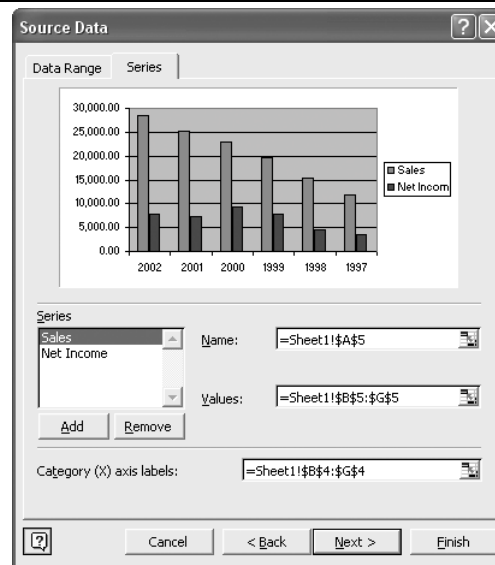 Source Data
Data Range Series
30,000.00
25,000.00
20,000.00
15,000.00
10,000.00
5,000.00
0.00
2002 2001 2000 1999 1998 1997
Sales
Net Incom
Series
Sales
Net Income
Name: =Sheet1!$A$5
Values: =Sheet1!$B$5:$G$5
Add Remove
Category (X) axis labels: =Sheet1!$B$4:$G$4
Cancel < Back Next > Finish